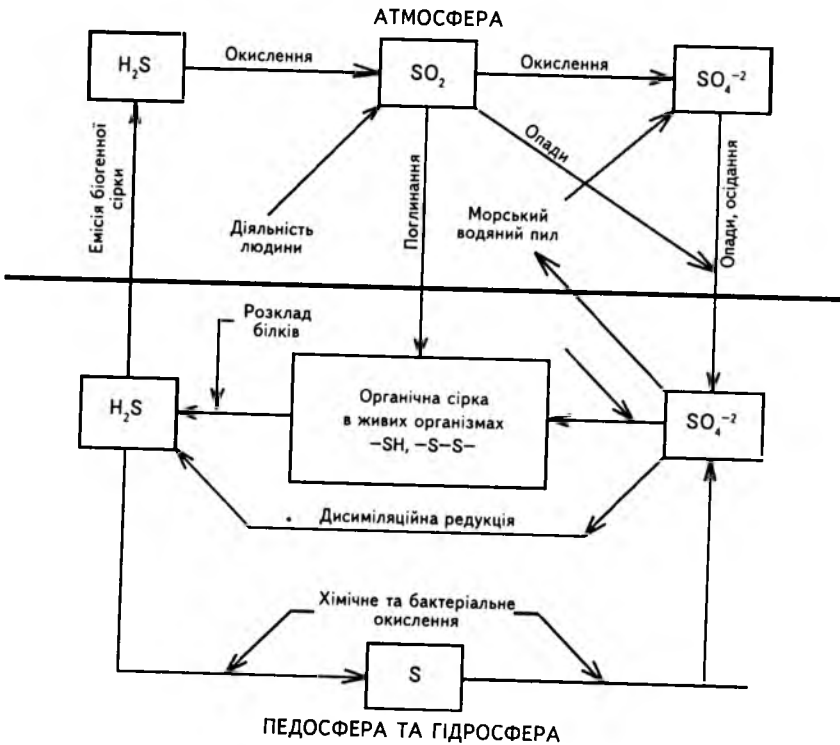 АТМОСФЕРА
H₂S
Окислення
SO₂
Окислення
SO₄⁻²
Емісія біогенної
сірки
Діяльність
людини
Поглинання
Опади
Морський
водяний пил
Опади, осідання
Розклад
білків
H₂S
Органічна сірка
в живих організмах
–SH, –S–S–
SO₄⁻²
Дисиміляційна редукція
Хімічне та бактеріальне
окислення
S
ПЕДОСФЕРА ТА ГІДРОСФЕРА